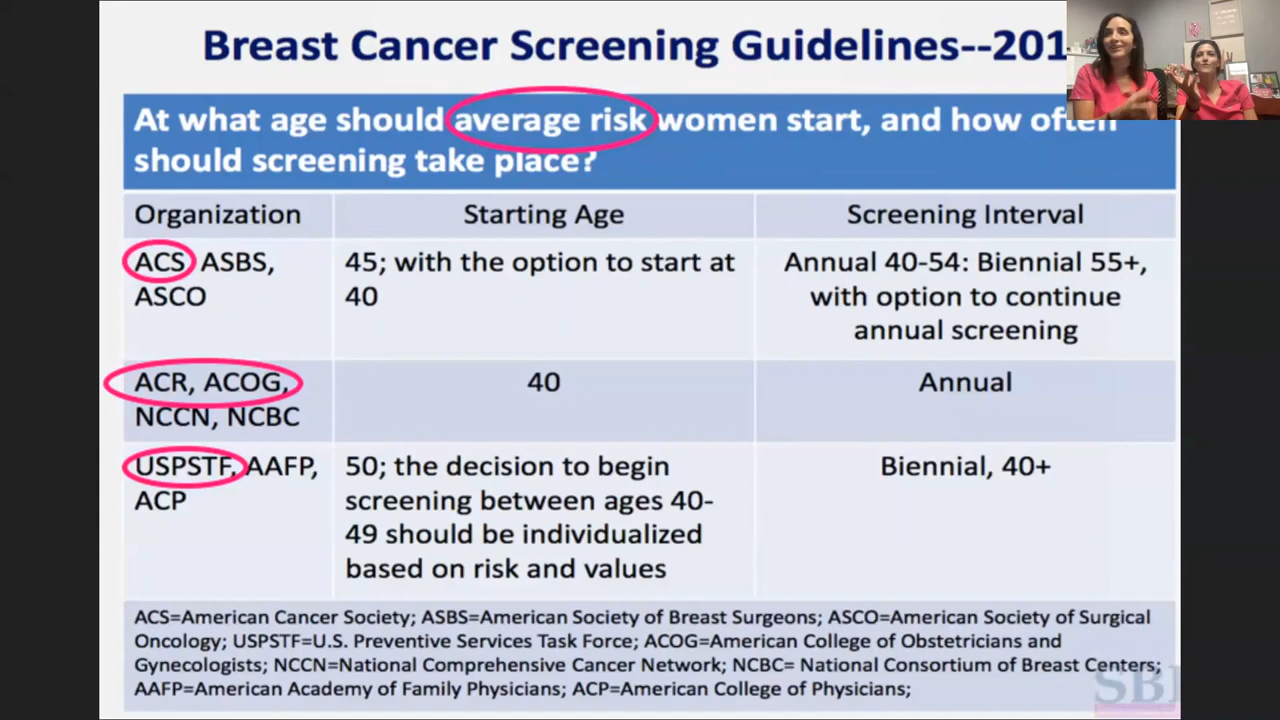 Breast Cancer Screening Guidelines--201
At what age should average risk women start, and how often
should screening take place?
Organization Starting Age Screening Interval
ACS, ASBS,
ASCO
45; with the option to start at
40
Annual 40-54: Biennial 55+,
with option to continue
annual screening
ACR, ACOG,
NCCN, NCBC
40
Annual
USPSTF, AAFP,
ACP
50; the decision to begin
screening between ages 40-
49 should be individualized
based on risk and values
Biennial, 40+
ACS=American Cancer Society; ASBS=American Society of Breast Surgeons; ASCO=American Society of Surgical
Oncology; USPSTF=U.S. Preventive Services Task Force; ACOG=American College of Obstetricians and
Gynecologists; NCCN=National Comprehensive Cancer Network; NCBC= National Consortium of Breast Centers;
AAFP=American Academy of Family Physicians; ACP=American College of Physicians;
SBI